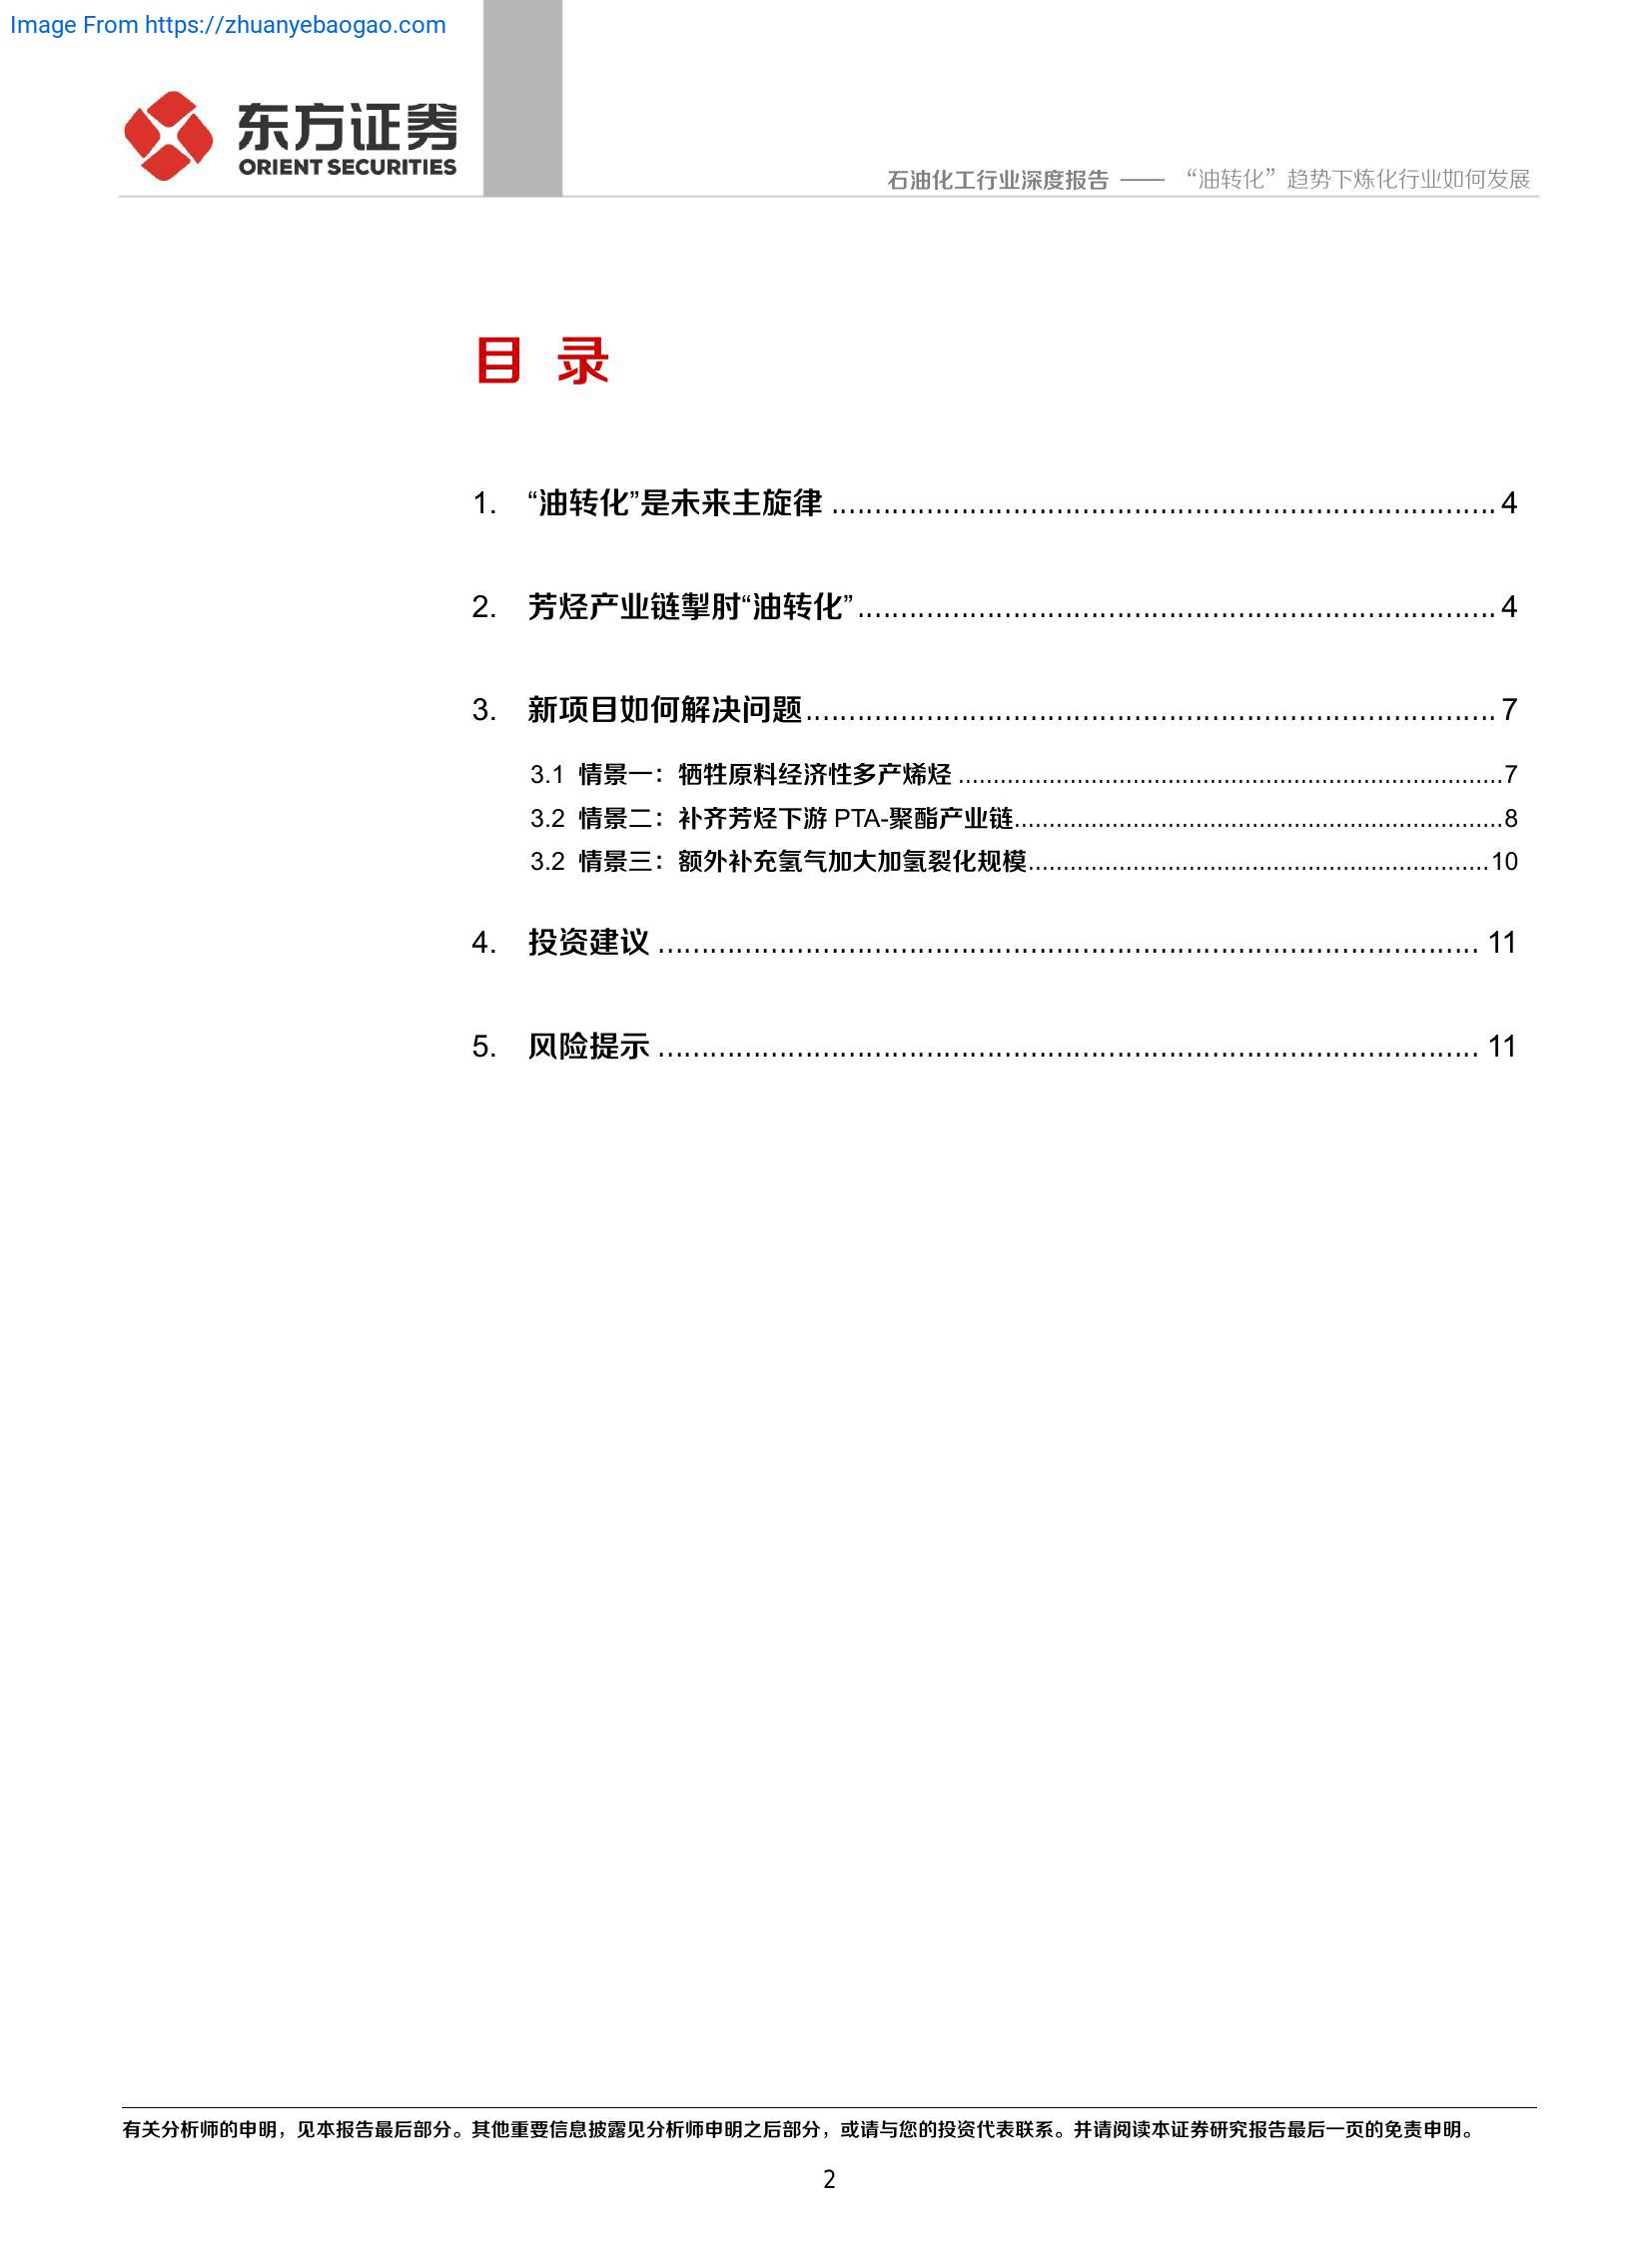 Image From https://zhuanyebaogao.com
东方证券
ORIENT SECURITIES
石油化工行业深度报告 —— “油转化”趋势下炼化行业如何发展
目 录
1. “油转化”是未来主旋律 ........................................................................... 4
2. 芳烃产业链掣肘“油转化” ........................................................................ 4
3. 新项目如何解决问题 .............................................................................. 7
3.1 情景一：牺牲原料经济性多产烯烃 .............................................................................7
3.2 情景二：补齐芳烃下游 PTA-聚酯产业链......................................................................8
3.2 情景三：额外补充氢气加大加氢裂化规模..................................................................10
4. 投资建议 ............................................................................................. 11
5. 风险提示 ............................................................................................. 11
有关分析师的申明，见本报告最后部分。其他重要信息披露见分析师申明之后部分，或请与您的投资代表联系。并请阅读本证券研究报告最后一页的免责申明。
2